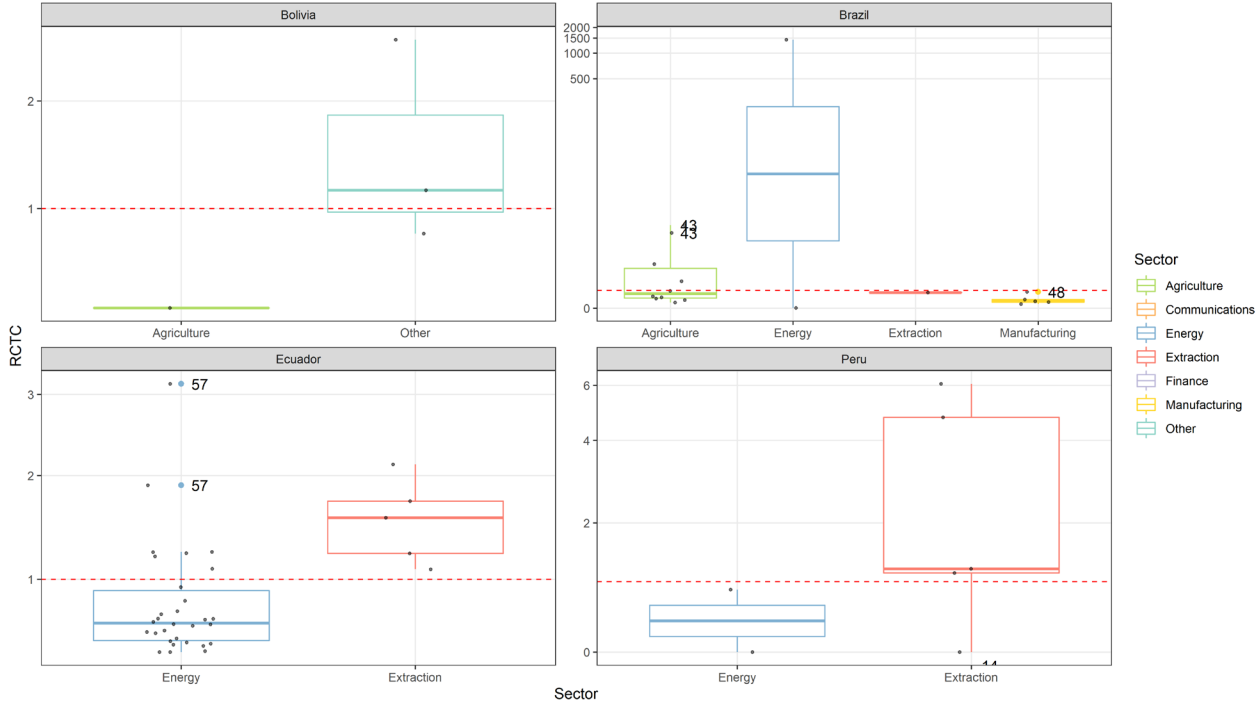 Bolivia
Brazil
2
1
Agriculture
Other
2000
1500
1000
500
0
43
43
48
Agriculture
Energy
Extraction
Manufacturing
RCTC
Ecuador
Peru
3
2
1
57
57
Energy
Extraction
6
4
2
0
14
Energy
Extraction
Sector
Sector
Agriculture
Communications
Energy
Extraction
Finance
Manufacturing
Other